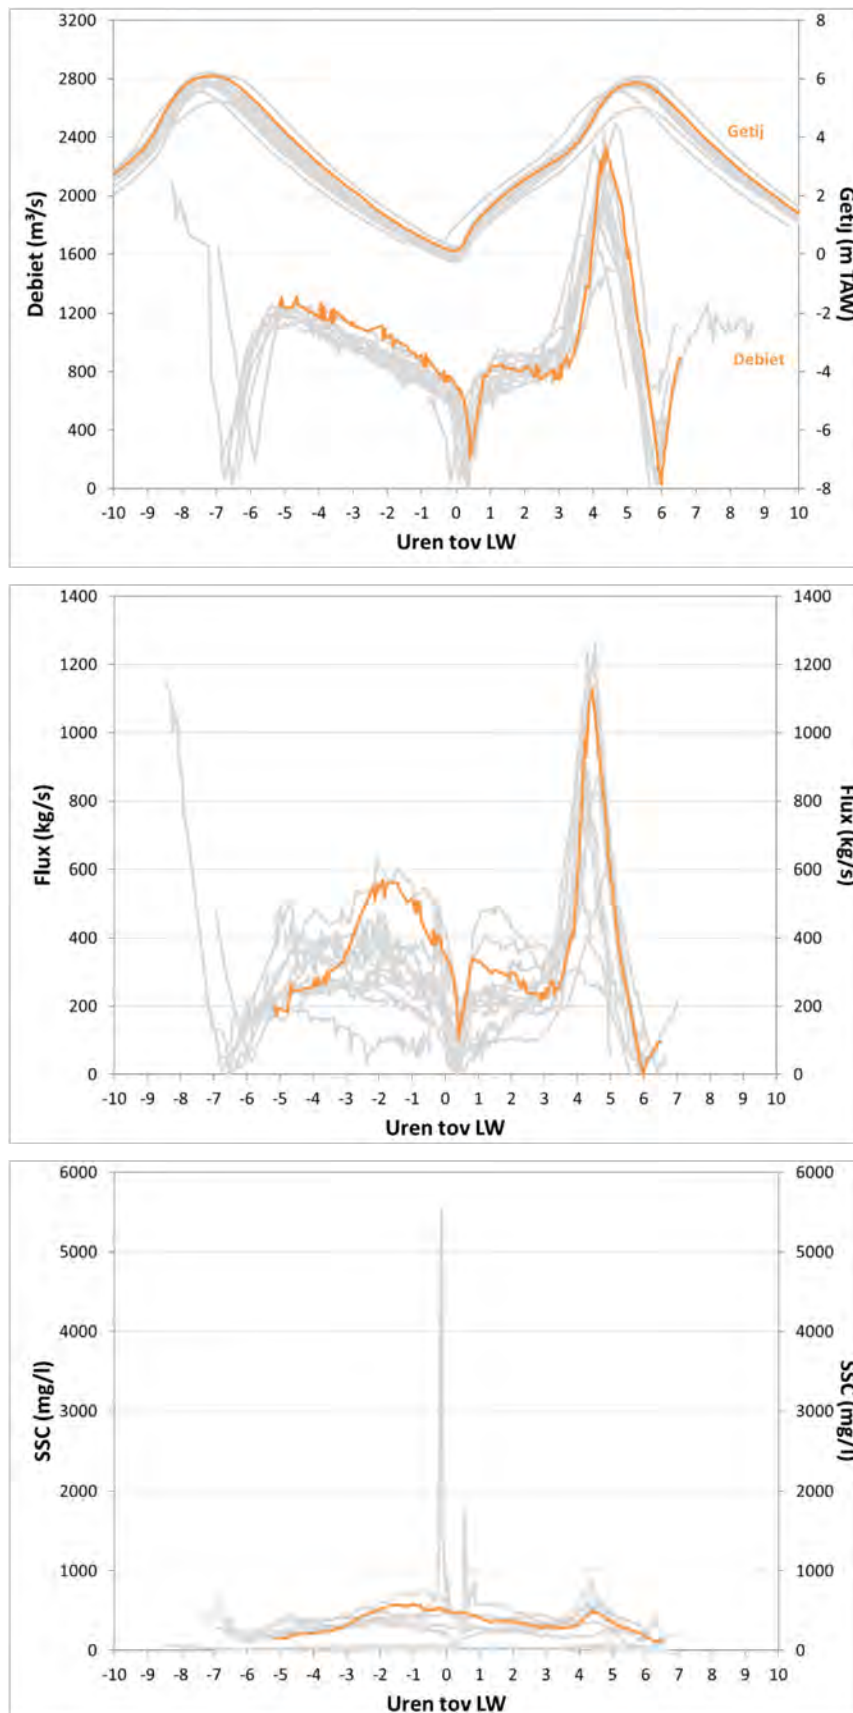 3200 8
2800 6
2400 4
2000 2
1600 0
1200 -2
800 -4
400 -6
0 -8
Debiet (m³/s)
Getij (m TAW)
Getij
Debiet
-10 -9 -8 -7 -6 -5 -4 -3 -2 -1 0 1 2 3 4 5 6 7 8 9 10
Uren tov LW
1400 1400
1200 1200
1000 1000
800 800
600 600
400 400
200 200
0 0
Flux (kg/s)
Flux (kg/s)
-10 -9 -8 -7 -6 -5 -4 -3 -2 -1 0 1 2 3 4 5 6 7 8 9 10
Uren tov LW
6000 6000
5000 5000
4000 4000
3000 3000
2000 2000
1000 1000
0 0
SSC (mg/l)
SSC (mg/l)
-10 -9 -8 -7 -6 -5 -4 -3 -2 -1 0 1 2 3 4 5 6 7 8 9 10
Uren tov LW